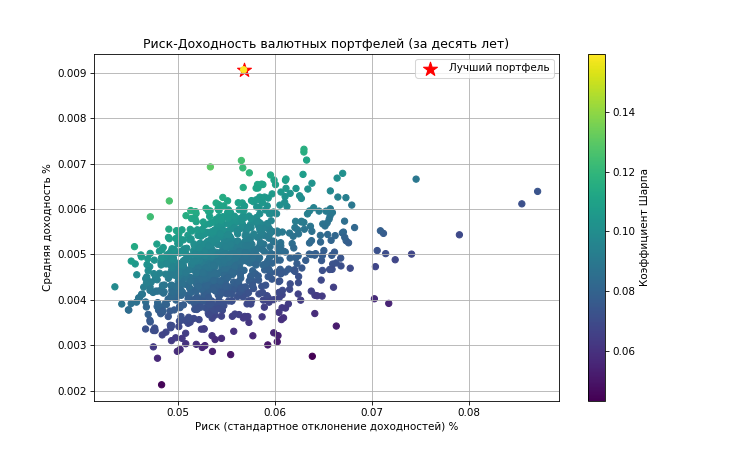 Риск-Доходность валютных портфелей (за десять лет)
Лучший портфель
0.009
0.008
0.007
0.006
0.005
0.004
0.003
0.002
Средняя доходность %
0.05 0.06 0.07 0.08
Риск (стандартное отклонение доходностей) %
0.14
0.12
0.10
0.08
0.06
Коэффициент Шарпа